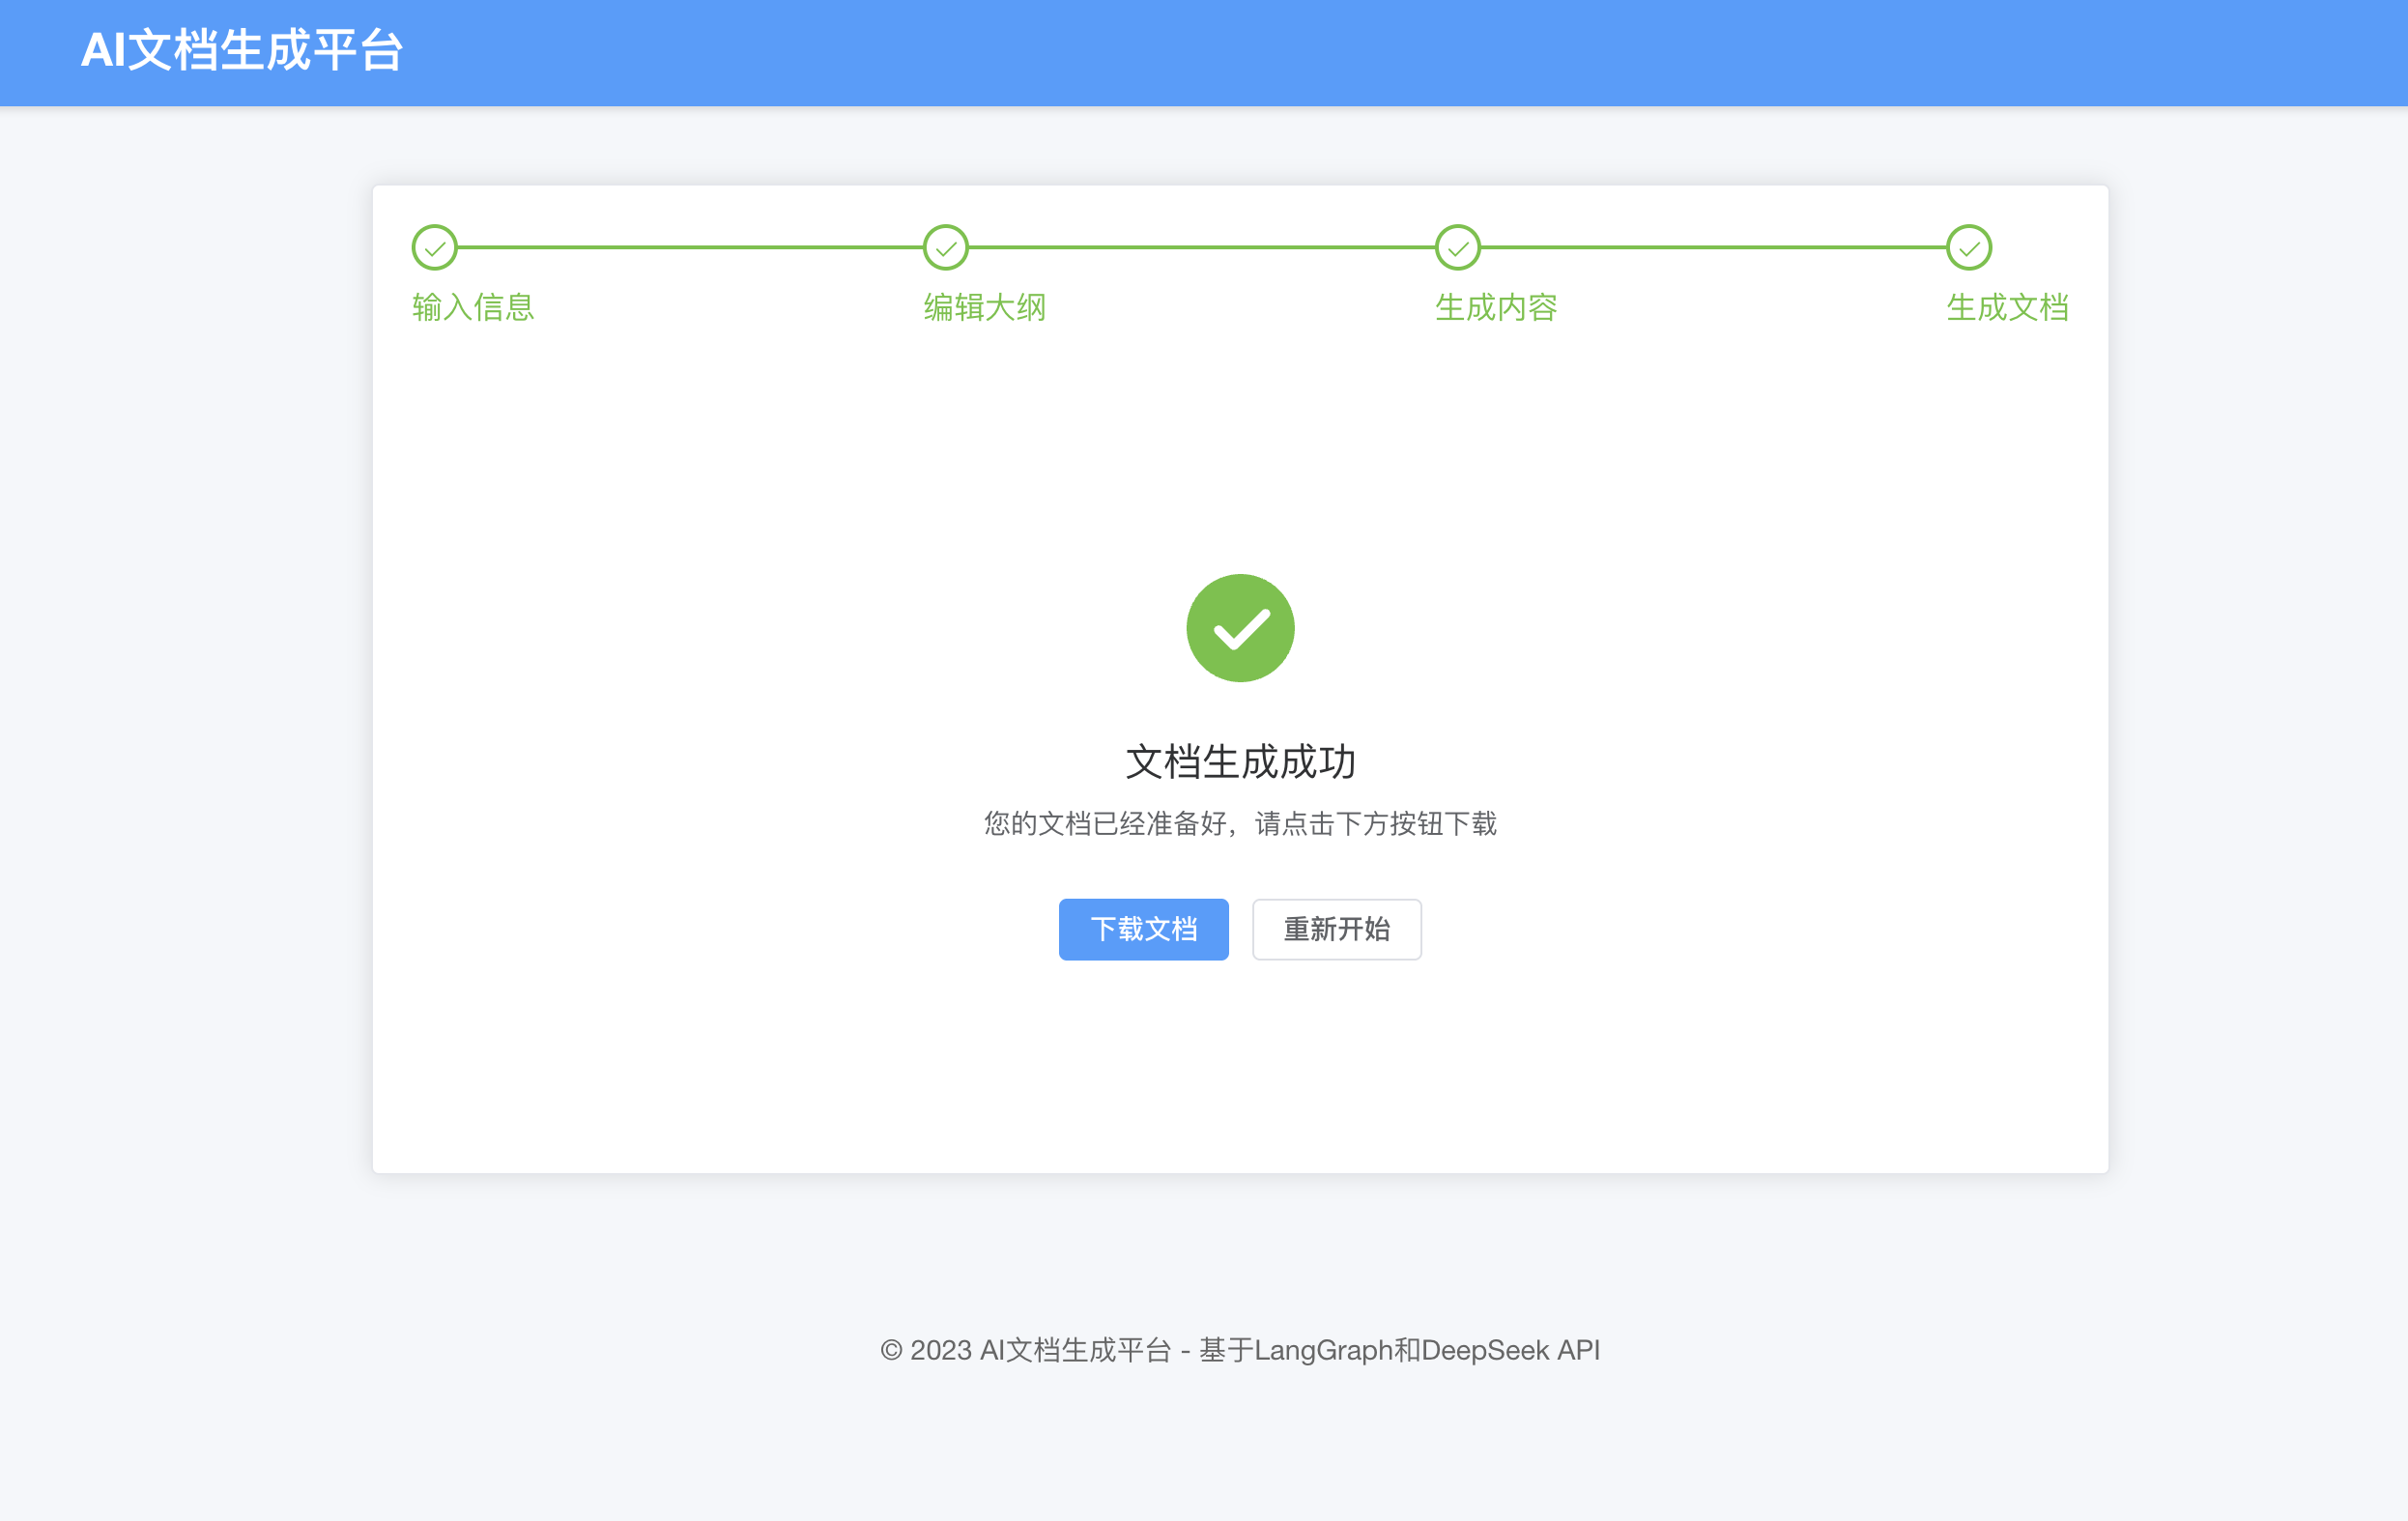 AI文档生成平台
输入信息
编辑大纲
生成内容
生成文档
文档生成成功
您的文档已经准备好，请点击下方按钮下载
下载文档
重新开始
© 2023 AI文档生成平台 - 基于LangGraph和DeepSeek API